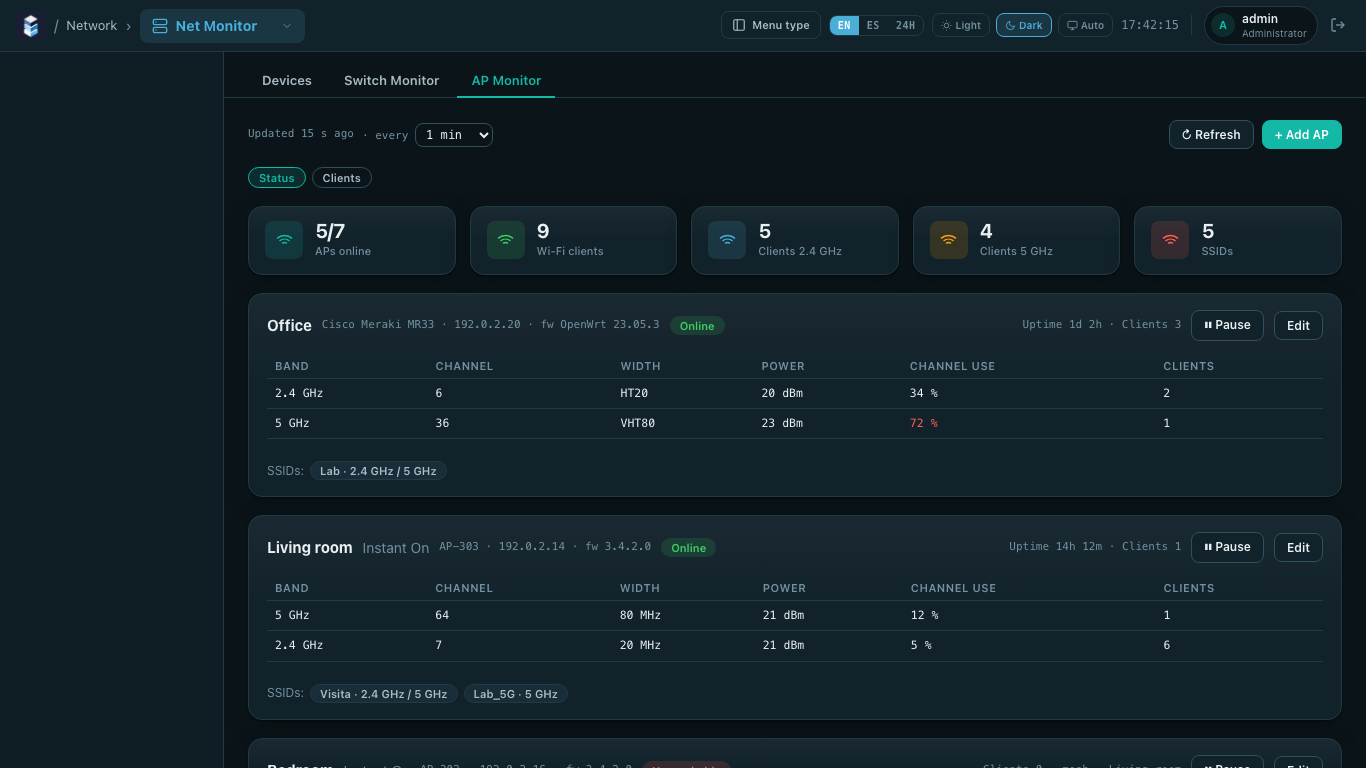 / Network › Net Monitor
Menu type EN ES 24H Light Dark Auto 17:42:15 A admin Administrator
Devices Switch Monitor AP Monitor
Updated 15 s ago · every 1 min Refresh + Add AP
Status Clients
5/7 APs online
9 Wi-Fi clients
5 Clients 2.4 GHz
4 Clients 5 GHz
5 SSIDs
Office Cisco Meraki MR33 · 192.0.2.20 · fw OpenWrt 23.05.3 Online Uptime 1d 2h · Clients 3 Pause Edit
BAND CHANNEL WIDTH POWER CHANNEL USE CLIENTS
2.4 GHz 6 HT20 20 dBm 34 % 2
5 GHz 36 VHT80 23 dBm 72 % 1
SSIDs: Lab · 2.4 GHz / 5 GHz
Living room Instant On AP-303 · 192.0.2.14 · fw 3.4.2.0 Online Uptime 14h 12m · Clients 1 Pause Edit
BAND CHANNEL WIDTH POWER CHANNEL USE CLIENTS
5 GHz 64 80 MHz 21 dBm 12 % 1
2.4 GHz 7 20 MHz 21 dBm 5 % 6
SSIDs: Visita · 2.4 GHz / 5 GHz Lab_5G · 5 GHz